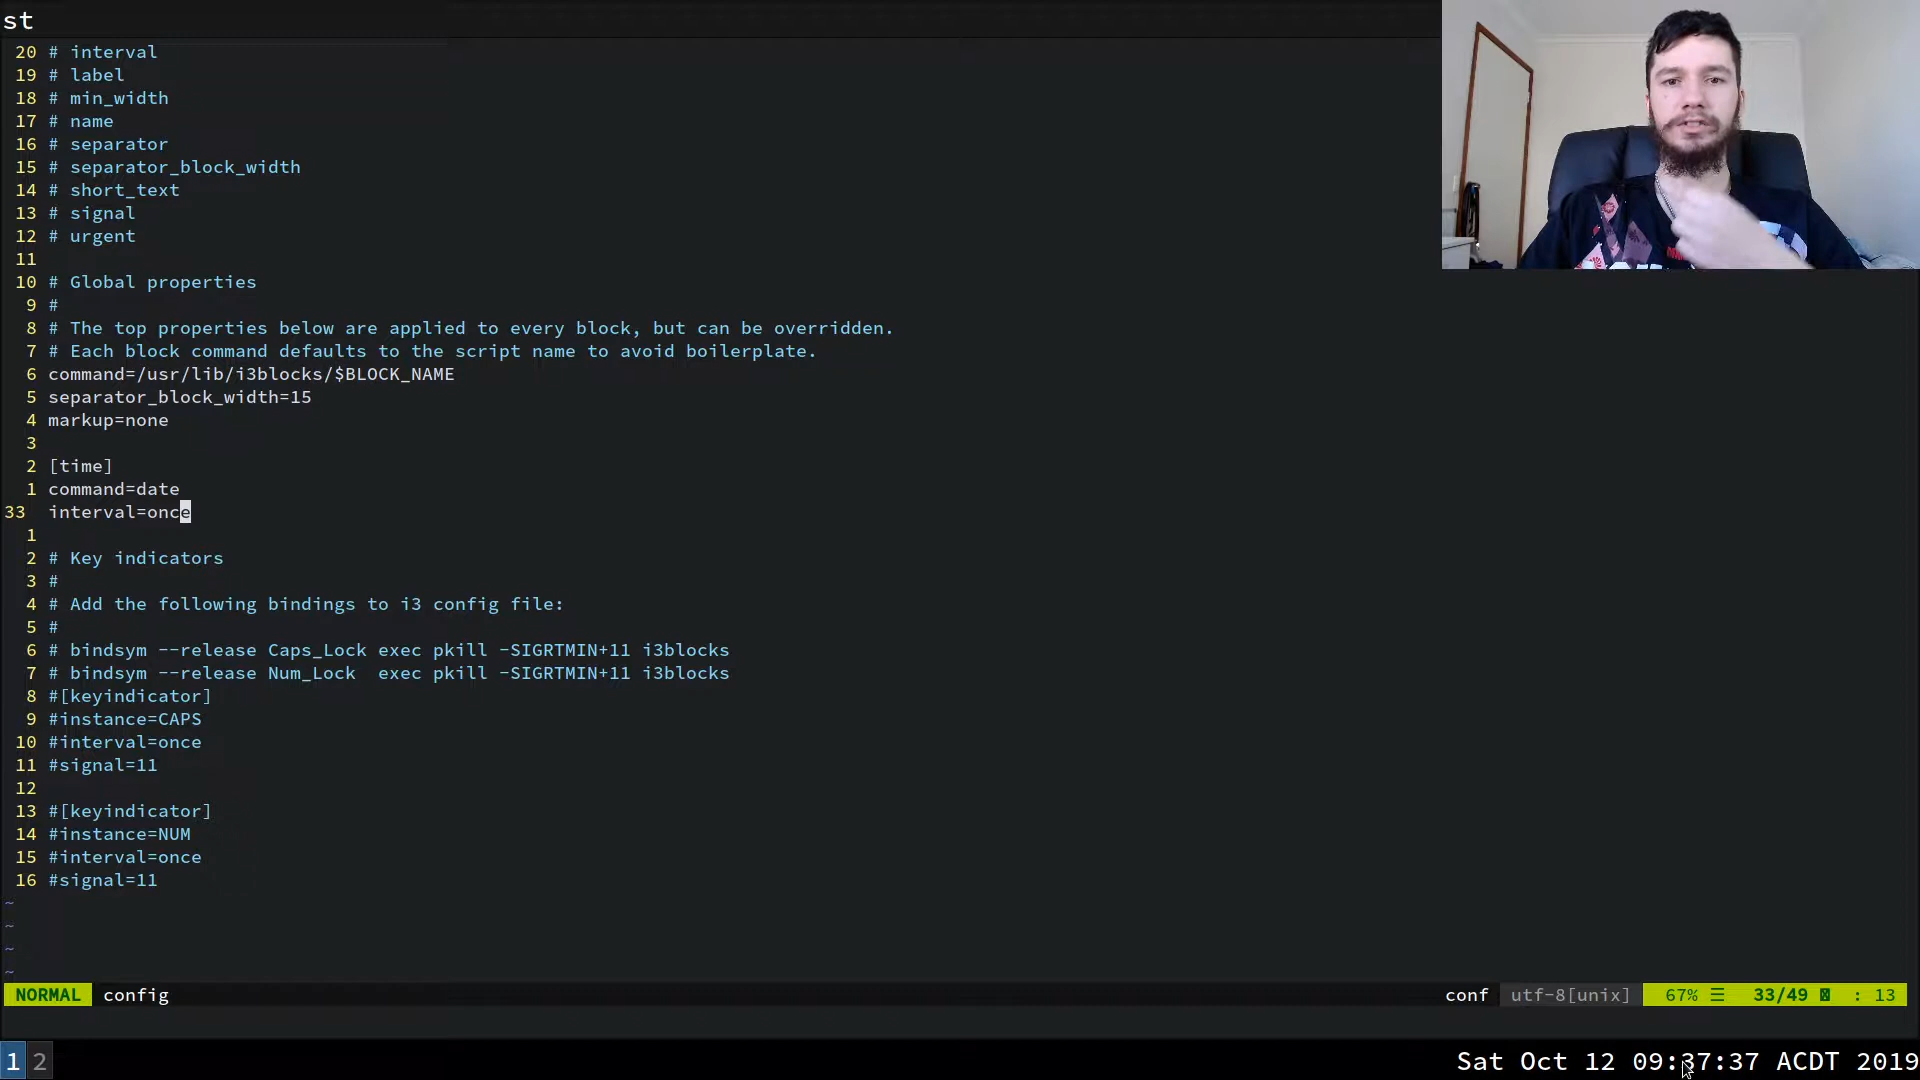 st
20 # interval
19 # label
18 # min_width
17 # name
16 # separator
15 # separator_block_width
14 # short_text
13 # signal
12 # urgent
11
10 # Global properties
9 #
8 # The top properties below are applied to every block, but can be overridden.
7 # Each block command defaults to the script name to avoid boilerplate.
6 command=/usr/lib/i3blocks/$BLOCK_NAME
5 separator_block_width=15
4 markup=none
3
2 [time]
1 command=date
33 interval=once
1
2 # Key indicators
3 #
4 # Add the following bindings to i3 config file:
5 #
6 # bindsym --release Caps_Lock exec pkill -SIGRTMIN+11 i3blocks
7 # bindsym --release Num_Lock  exec pkill -SIGRTMIN+11 i3blocks
8 #[keyindicator]
9 #instance=CAPS
10 #interval=once
11 #signal=11
12
13 #[keyindicator]
14 #instance=NUM
15 #interval=once
16 #signal=11
~
~
~
~
NORMAL config conf utf-8[unix] 67% ☰ 33/49 : 13
1 2 Sat Oct 12 09:37:37 ACDT 2019